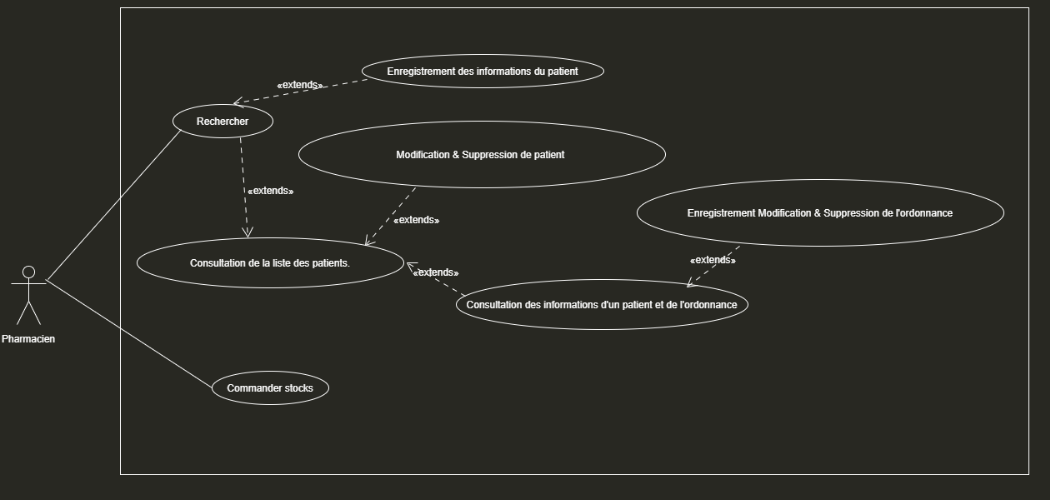 Enregistrement des informations du patient
«extends»
Rechercher
Modification & Suppression de patient
«extends»
«extends»
Enregistrement Modification & Suppression de l'ordonnance
Consultation de la liste des patients.
«extends»
«extends»
Consultation des informations d'un patient et de l'ordonnance
Pharmacien
Commander stocks